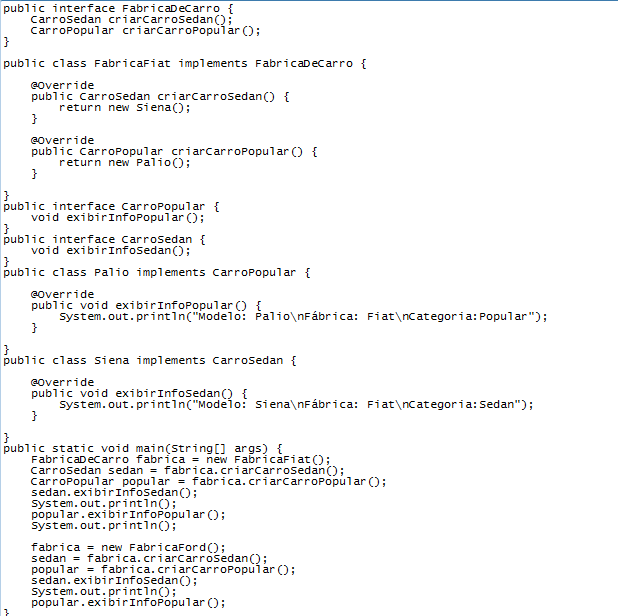 public interface FabricaDeCarro {
    CarroSedan criarCarroSedan();
    CarroPopular criarCarroPopular();
}

public class FabricaFiat implements FabricaDeCarro {

    @Override
    public CarroSedan criarCarroSedan() {
        return new Siena();
    }

    @Override
    public CarroPopular criarCarroPopular() {
        return new Palio();
    }

}
public interface CarroPopular {
    void exibirInfoPopular();
}
public interface CarroSedan {
    void exibirInfoSedan();
}
public class Palio implements CarroPopular {

    @Override
    public void exibirInfoPopular() {
        System.out.println("Modelo: Palio\nFábrica: Fiat\nCategoria:Popular");
    }

}
public class Siena implements CarroSedan {

    @Override
    public void exibirInfoSedan() {
        System.out.println("Modelo: Siena\nFábrica: Fiat\nCategoria:Sedan");
    }

}
public static void main(String[] args) {
    FabricaDeCarro fabrica = new FabricaFiat();
    CarroSedan sedan = fabrica.criarCarroSedan();
    CarroPopular popular = fabrica.criarCarroPopular();
    sedan.exibirInfoSedan();
    System.out.println();
    popular.exibirInfoPopular();
    System.out.println();

    fabrica = new FabricaFord();
    sedan = fabrica.criarCarroSedan();
    popular = fabrica.criarCarroPopular();
    sedan.exibirInfoSedan();
    System.out.println();
    popular.exibirInfoPopular();
}